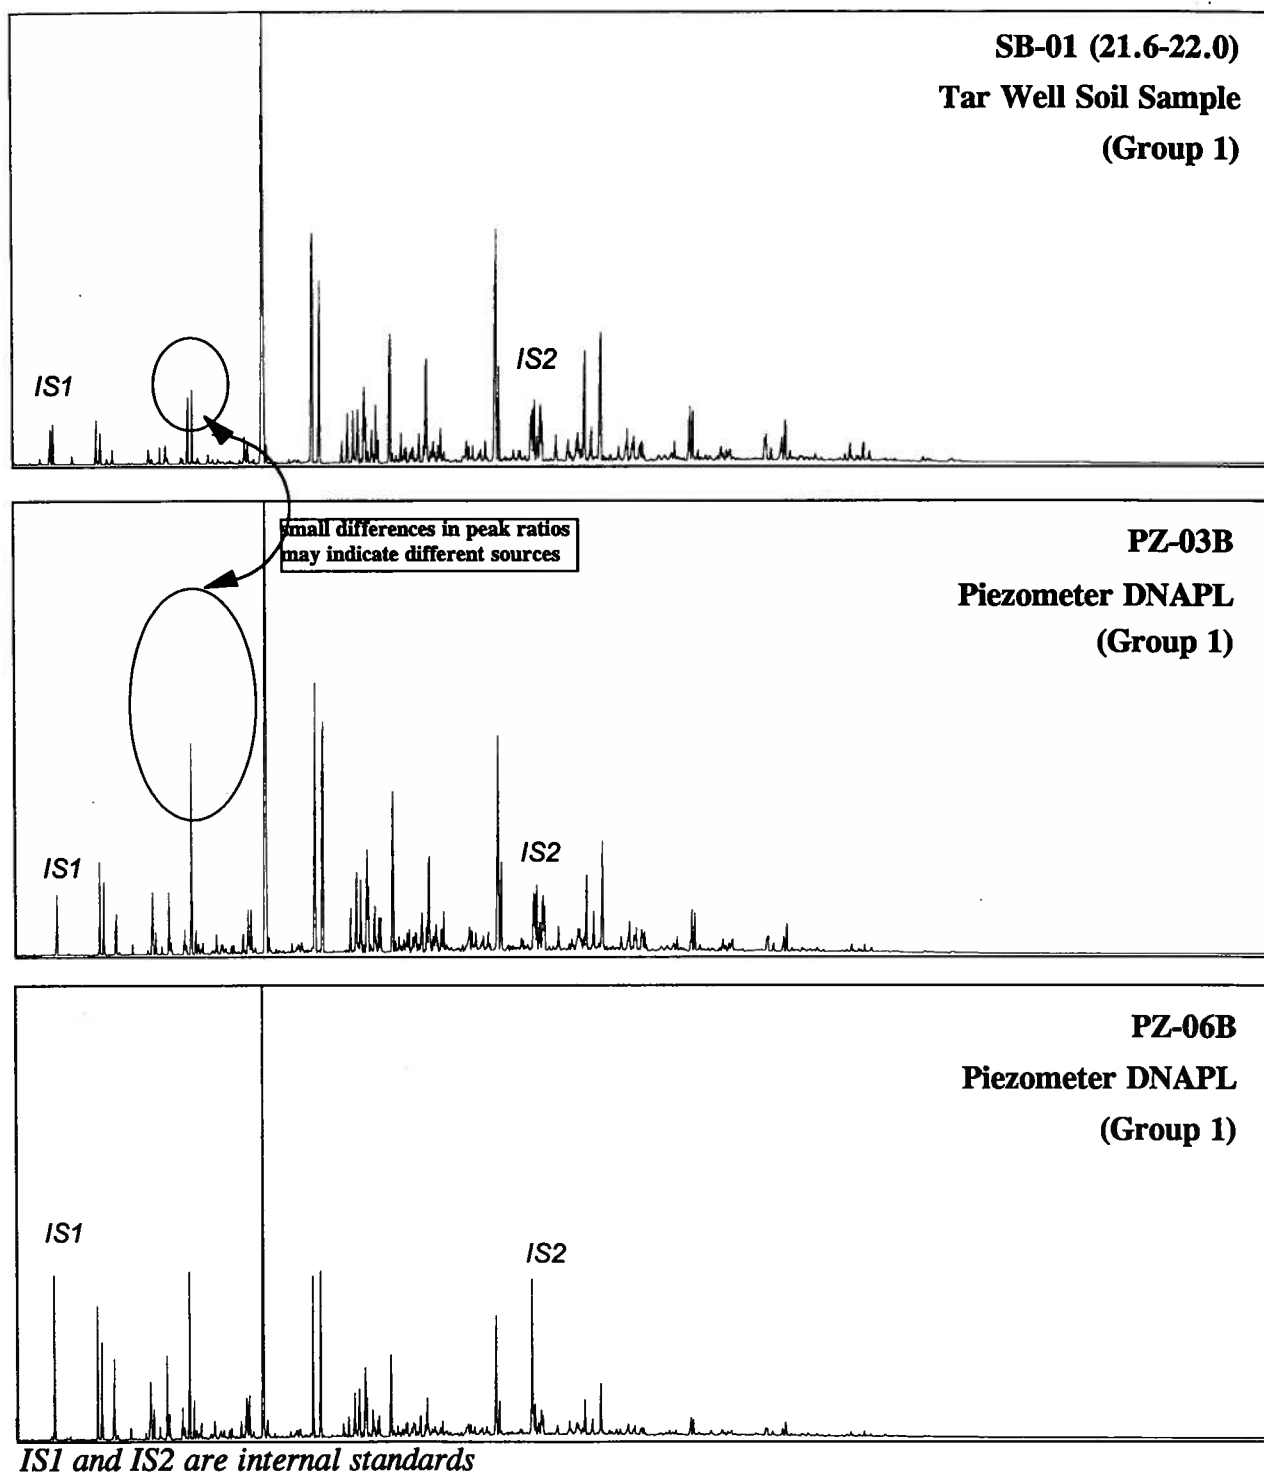 SB-01 (21.6-22.0)
Tar Well Soil Sample
(Group 1)
IS1
IS2
small differences in peak ratios
may indicate different sources
PZ-03B
Piezometer DNAPL
(Group 1)
IS1
IS2
PZ-06B
Piezometer DNAPL
(Group 1)
IS1
IS2
IS1 and IS2 are internal standards